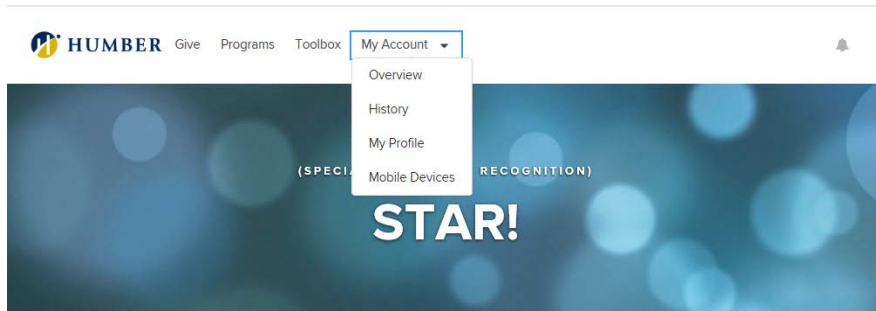 HUMBER Give Programs Toolbox My Account
Overview
History
My Profile
Mobile Devices
(SPECI RECOGNITION)
STAR!